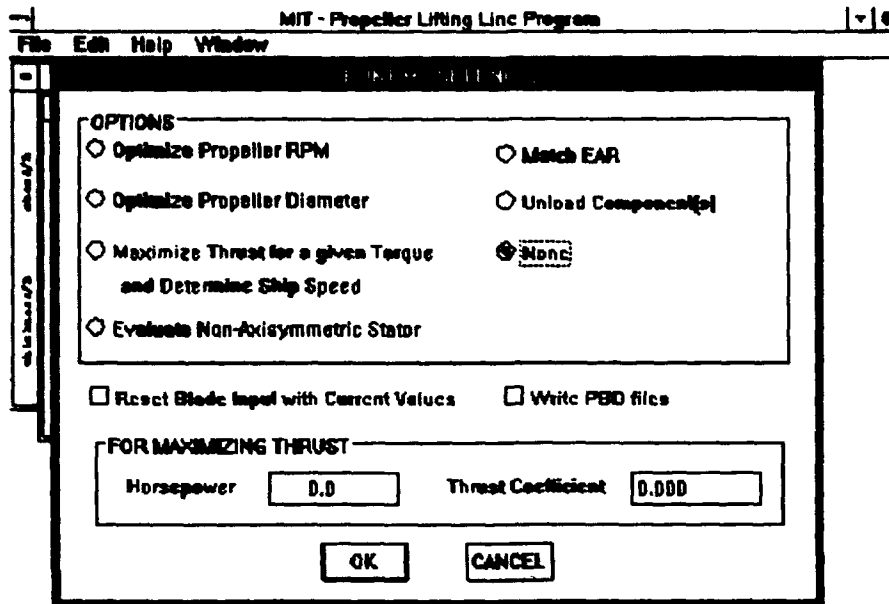 MIT - Propeller Lifting Line Program
File Edit Help Window
OPTIONS
Optimize Propeller RPM
Match EAR
Optimize Propeller Diameter
Unload Component(s)
Maximize Thrust for a given Torque
and Determine Ship Speed
None
Evaluate Non-Axisymmetric Stator
Reset Blade Input with Current Values
Write PBD files
FOR MAXIMIZING THRUST
Horsepower 0.0
Thrust Coefficient 0.000
OK
CANCEL